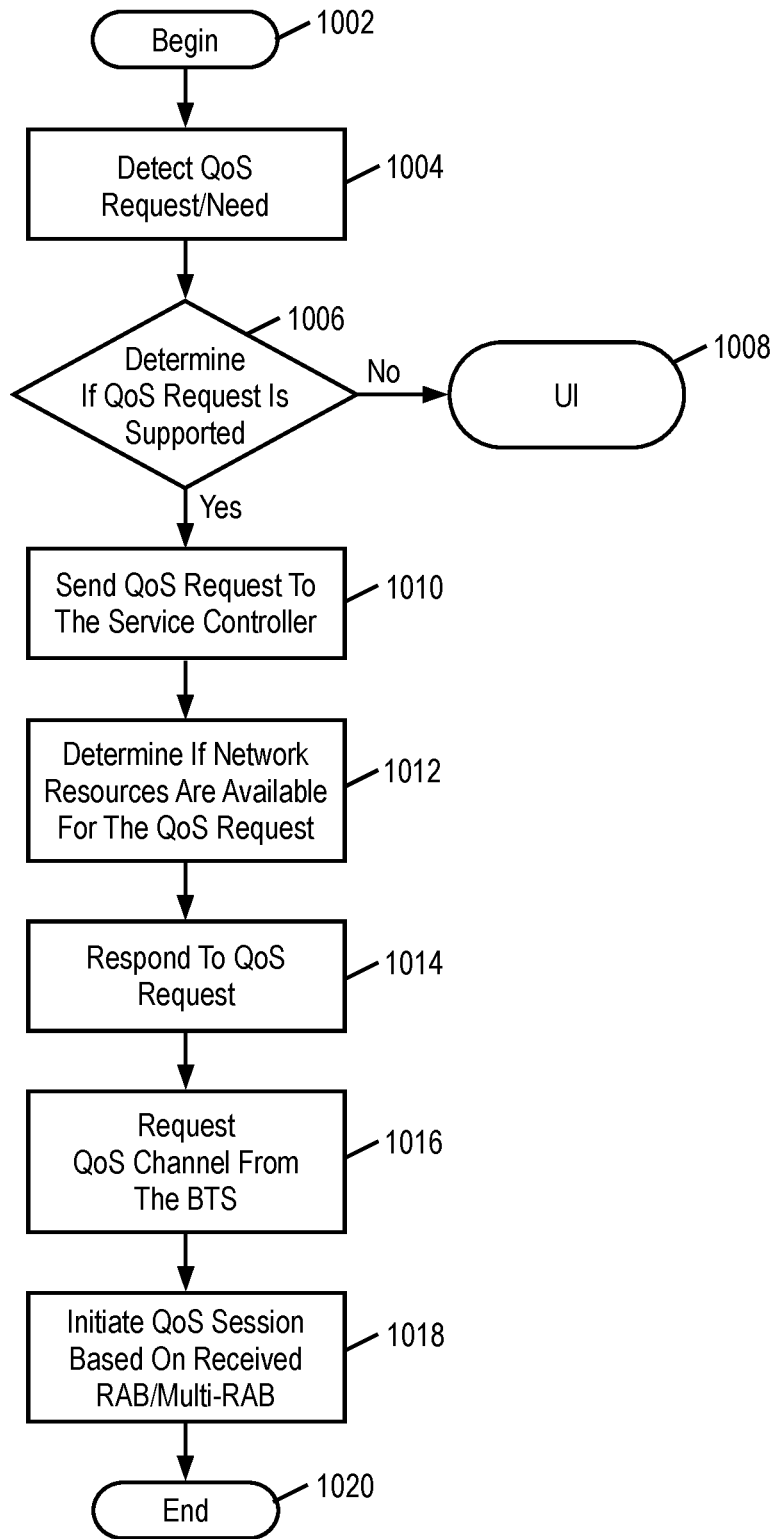 Begin
1002
Detect QoS
Request/Need
1004
1006
Determine
If QoS Request Is
Supported
No
UI
1008
Yes
Send QoS Request To
The Service Controller
1010
Determine If Network
Resources Are Available
For The QoS Request
1012
Respond To QoS
Request
1014
Request
QoS Channel From
The BTS
1016
Initiate QoS Session
Based On Received
RAB/Multi-RAB
1018
End
1020